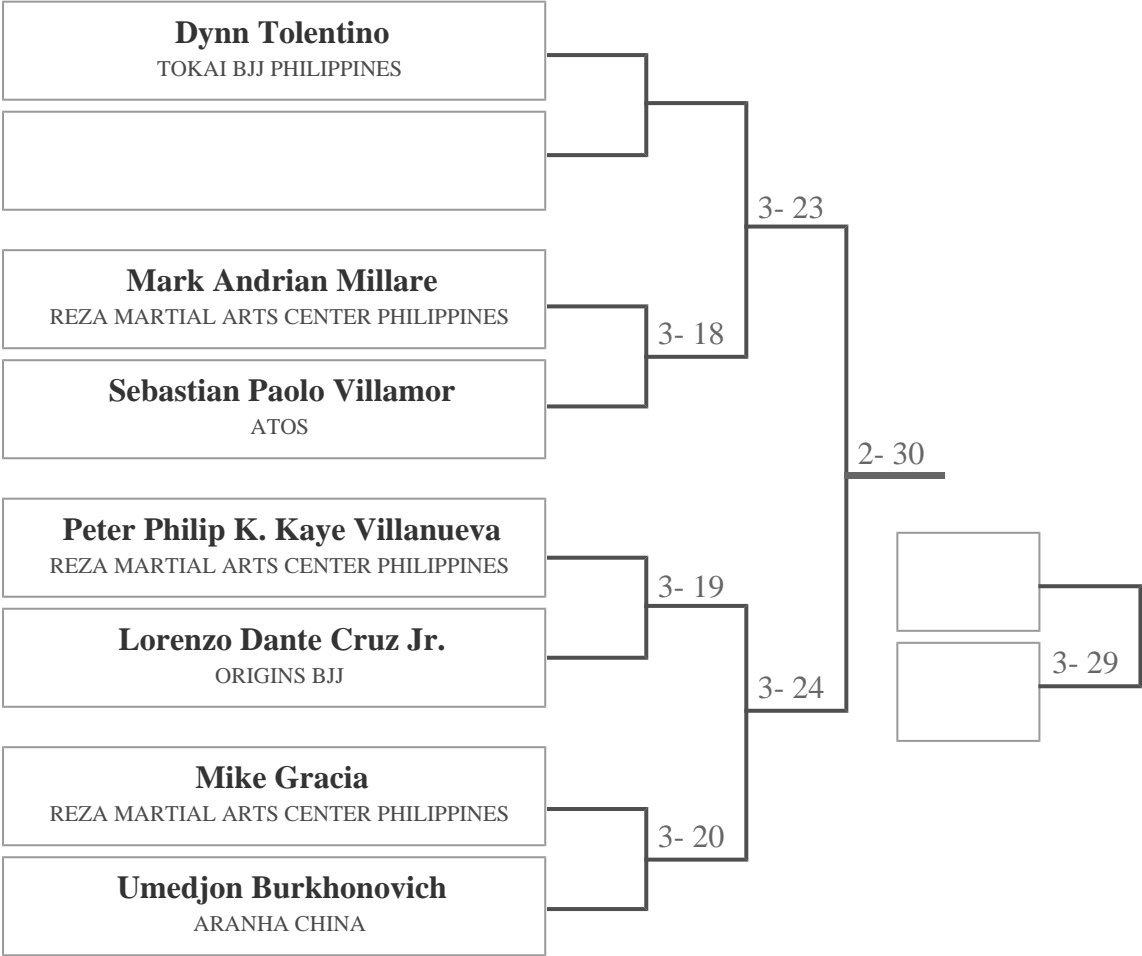 Dynn Tolentino
TOKAI BJJ PHILIPPINES
3- 23
Mark Andrian Millare
REZA MARTIAL ARTS CENTER PHILIPPINES
3- 18
Sebastian Paolo Villamor
ATOS
2- 30
Peter Philip K. Kaye Villanueva
REZA MARTIAL ARTS CENTER PHILIPPINES
3- 19
Lorenzo Dante Cruz Jr.
ORIGINS BJJ
3- 24
3- 29
Mike Gracia
REZA MARTIAL ARTS CENTER PHILIPPINES
3- 20
Umedjon Burkhonovich
ARANHA CHINA